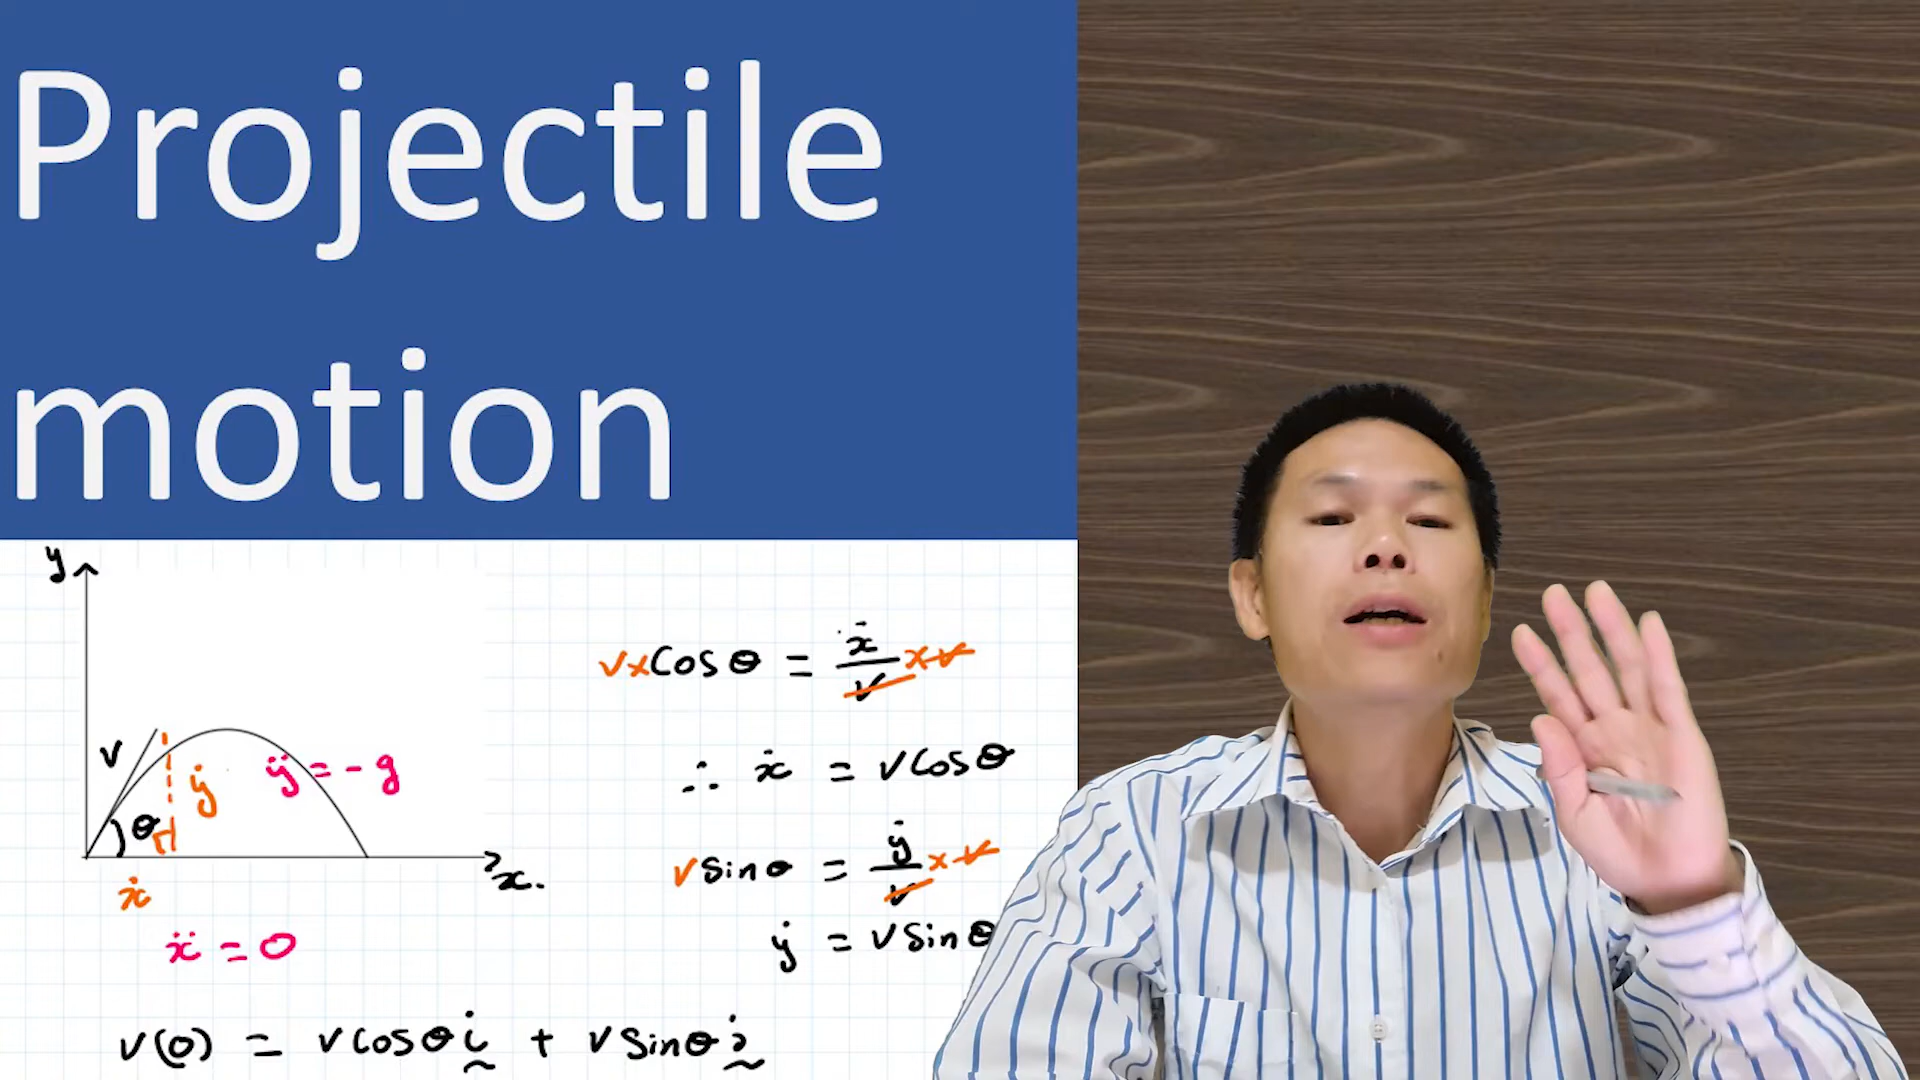 Projectile
motion
y
v
θ
ẏ
ÿ = -g
x.
ẋ
ẍ = 0
v×Cosθ = ẋ/v ×v
∴ ẋ = vCosθ
vSinθ = ẏ/v ×v
ẏ = vSinθ
v(0) = vCosθ i + vSinθ j